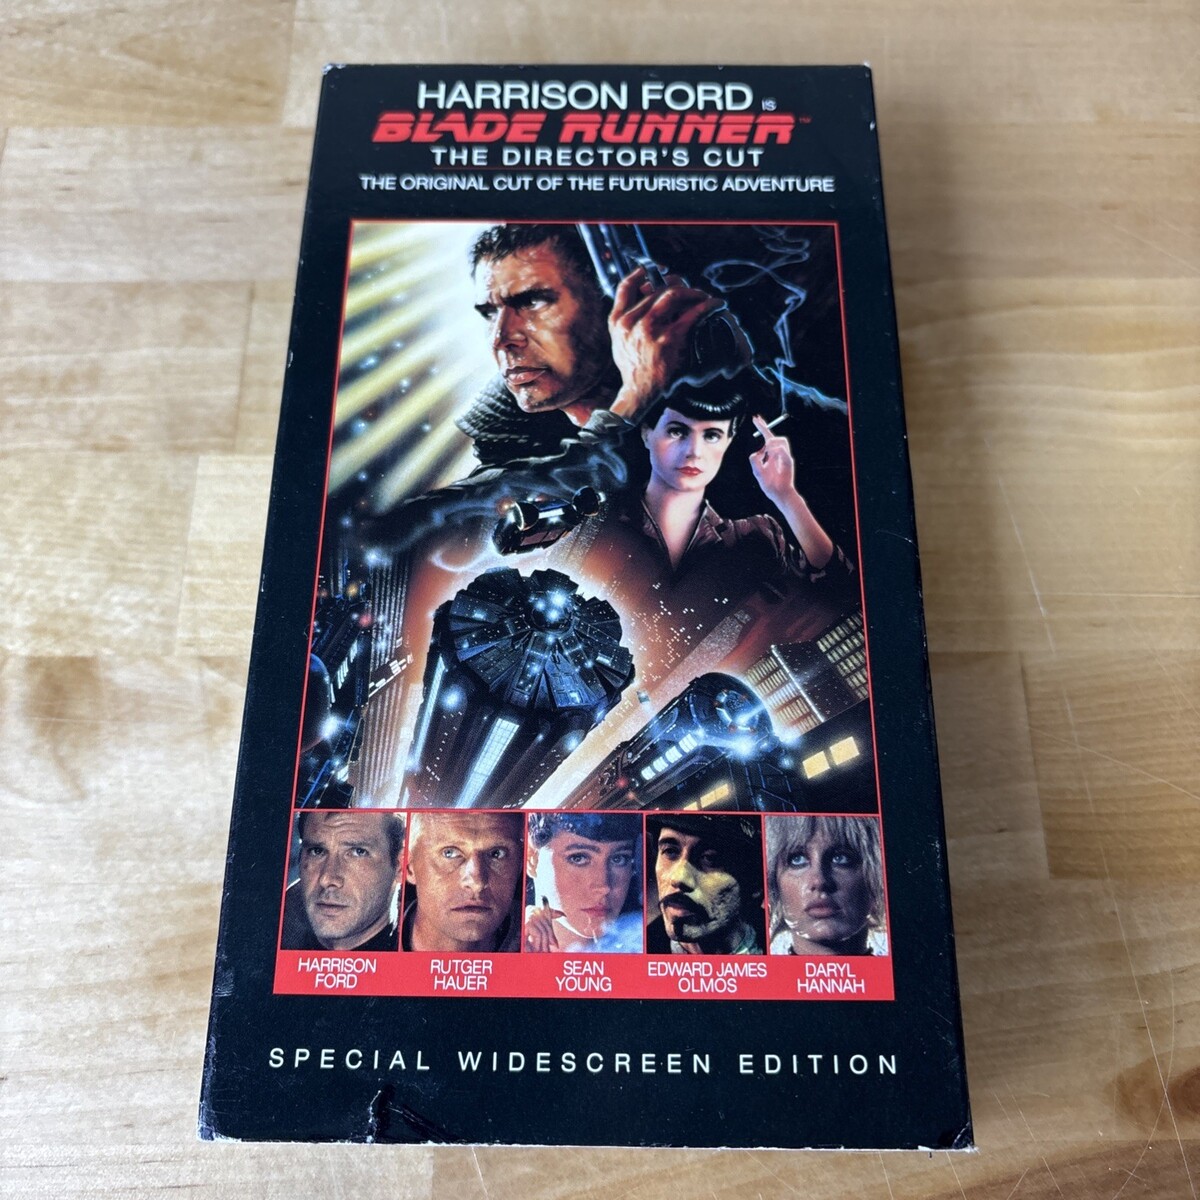 HARRISON FORD IS
BLADE RUNNER™
THE DIRECTOR'S CUT
THE ORIGINAL CUT OF THE FUTURISTIC ADVENTURE
HARRISON
FORD
RUTGER
HAUER
SEAN
YOUNG
EDWARD JAMES
OLMOS
DARYL
HANNAH
SPECIAL WIDESCREEN EDITION